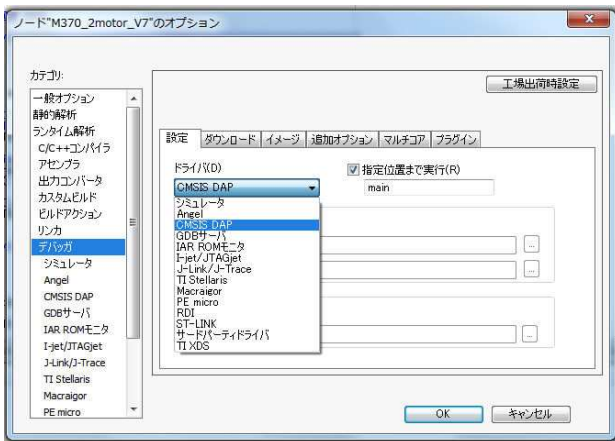 ノード"M370_2motor_V7"のオプション
カテゴリ:
一般オプション
静的解析
ランタイム解析
C/C++コンパイラ
アセンブラ
出力コンバータ
カスタムビルド
ビルドアクション
リンカ
デバッガ
シミュレータ
Angel
CMSIS DAP
GDBサーバ
IAR ROMモニタ
I-jet/JTAGjet
J-Link/J-Trace
TI Stellaris
Macraigor
PE micro
工場出荷時設定
設定 ダウンロード イメージ 追加オプション マルチコア プラグイン
ドライバ(D)
指定位置まで実行(R)
CMSIS DAP
main
シミュレータ
Angel
CMSIS DAP
GDBサーバ
IAR ROMモニタ
I-jet/JTAGjet
J-Link/J-Trace
TI Stellaris
Macraigor
PE micro
RDI
ST-LINK
サードパーティドライバ
TI XDS
...
...
...
OK キャンセル